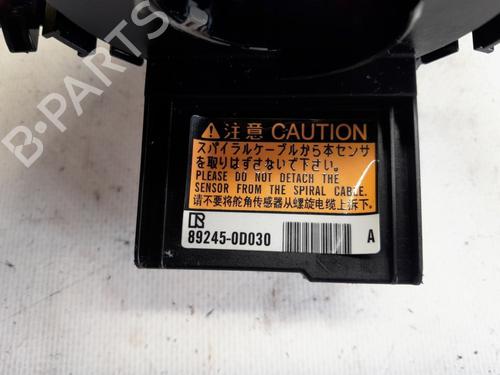 ⚠注意 CAUTION
スパイラルケーブルから本センサ
を取りはずさないで下さい。
PLEASE DO NOT DETACH THE
SENSOR FROM THE SPIRAL CABLE.
请不要将舵角传感器从螺旋电缆上拆下。
89245-0D030 A
B-PARTS